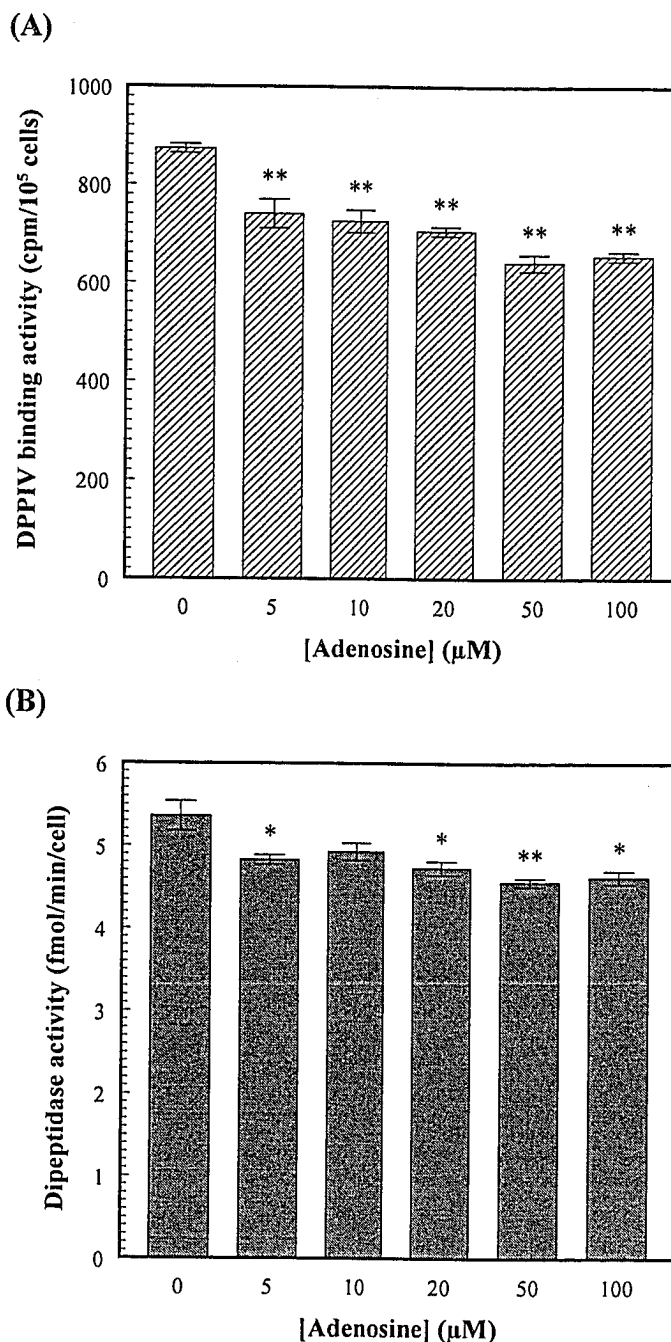 (A)
DPPIV binding activity (cpm/10⁵ cells)
1000
800
600
400
200
0
** ** ** ** **
0 5 10 20 50 100
[Adenosine] (µM)
(B)
Dipeptidase activity (fmol/min/cell)
6
5
4
3
2
1
0
* * ** *
0 5 10 20 50 100
[Adenosine] (µM)